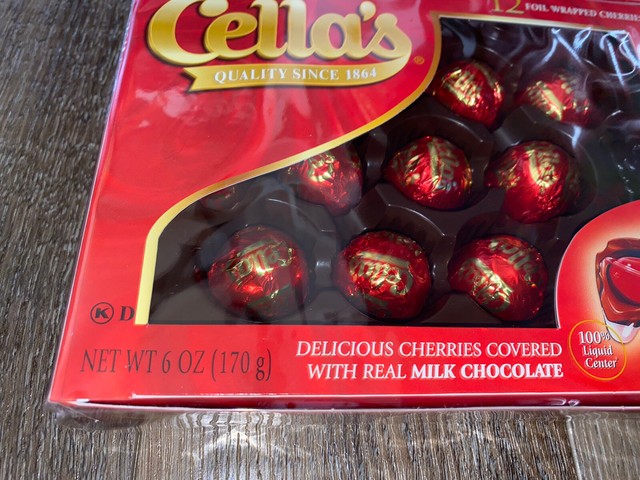 12 FOIL WRAPPED CHERRIES
Cella's®
QUALITY SINCE 1864
K D
NET WT 6 OZ (170 g)
DELICIOUS CHERRIES COVERED
WITH REAL MILK CHOCOLATE
100%
Liquid
Center